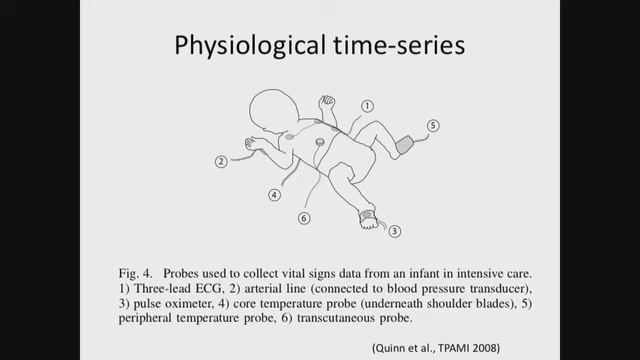 Physiological time-series
1
5
2
4
6
3
Fig. 4. Probes used to collect vital signs data from an infant in intensive care.
1) Three-lead ECG, 2) arterial line (connected to blood pressure transducer),
3) pulse oximeter, 4) core temperature probe (underneath shoulder blades), 5)
peripheral temperature probe, 6) transcutaneous probe.
(Quinn et al., TPAMI 2008)